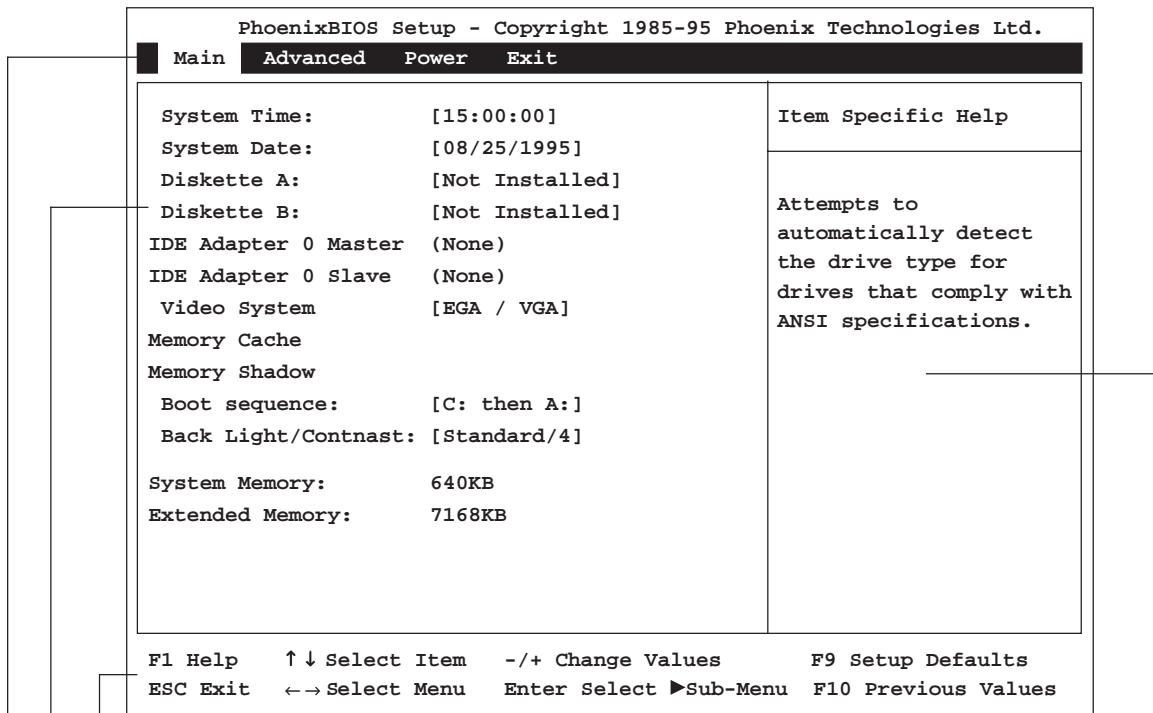 PhoenixBIOS Setup - Copyright 1985-95 Phoenix Technologies Ltd.
Main Advanced Power Exit
System Time: [15:00:00]
System Date: [08/25/1995]
Diskette A: [Not Installed]
Diskette B: [Not Installed]
IDE Adapter 0 Master (None)
IDE Adapter 0 Slave (None)
Video System [EGA / VGA]
Memory Cache
Memory Shadow
Boot sequence: [C: then A:]
Back Light/Contnast: [Standard/4]
System Memory: 640KB
Extended Memory: 7168KB
Item Specific Help
Attempts to
automatically detect
the drive type for
drives that comply with
ANSI specifications.
F1 Help ↑↓ Select Item -/+ Change Values F9 Setup Defaults
ESC Exit ←→ Select Menu Enter Select ▶Sub-Menu F10 Previous Values